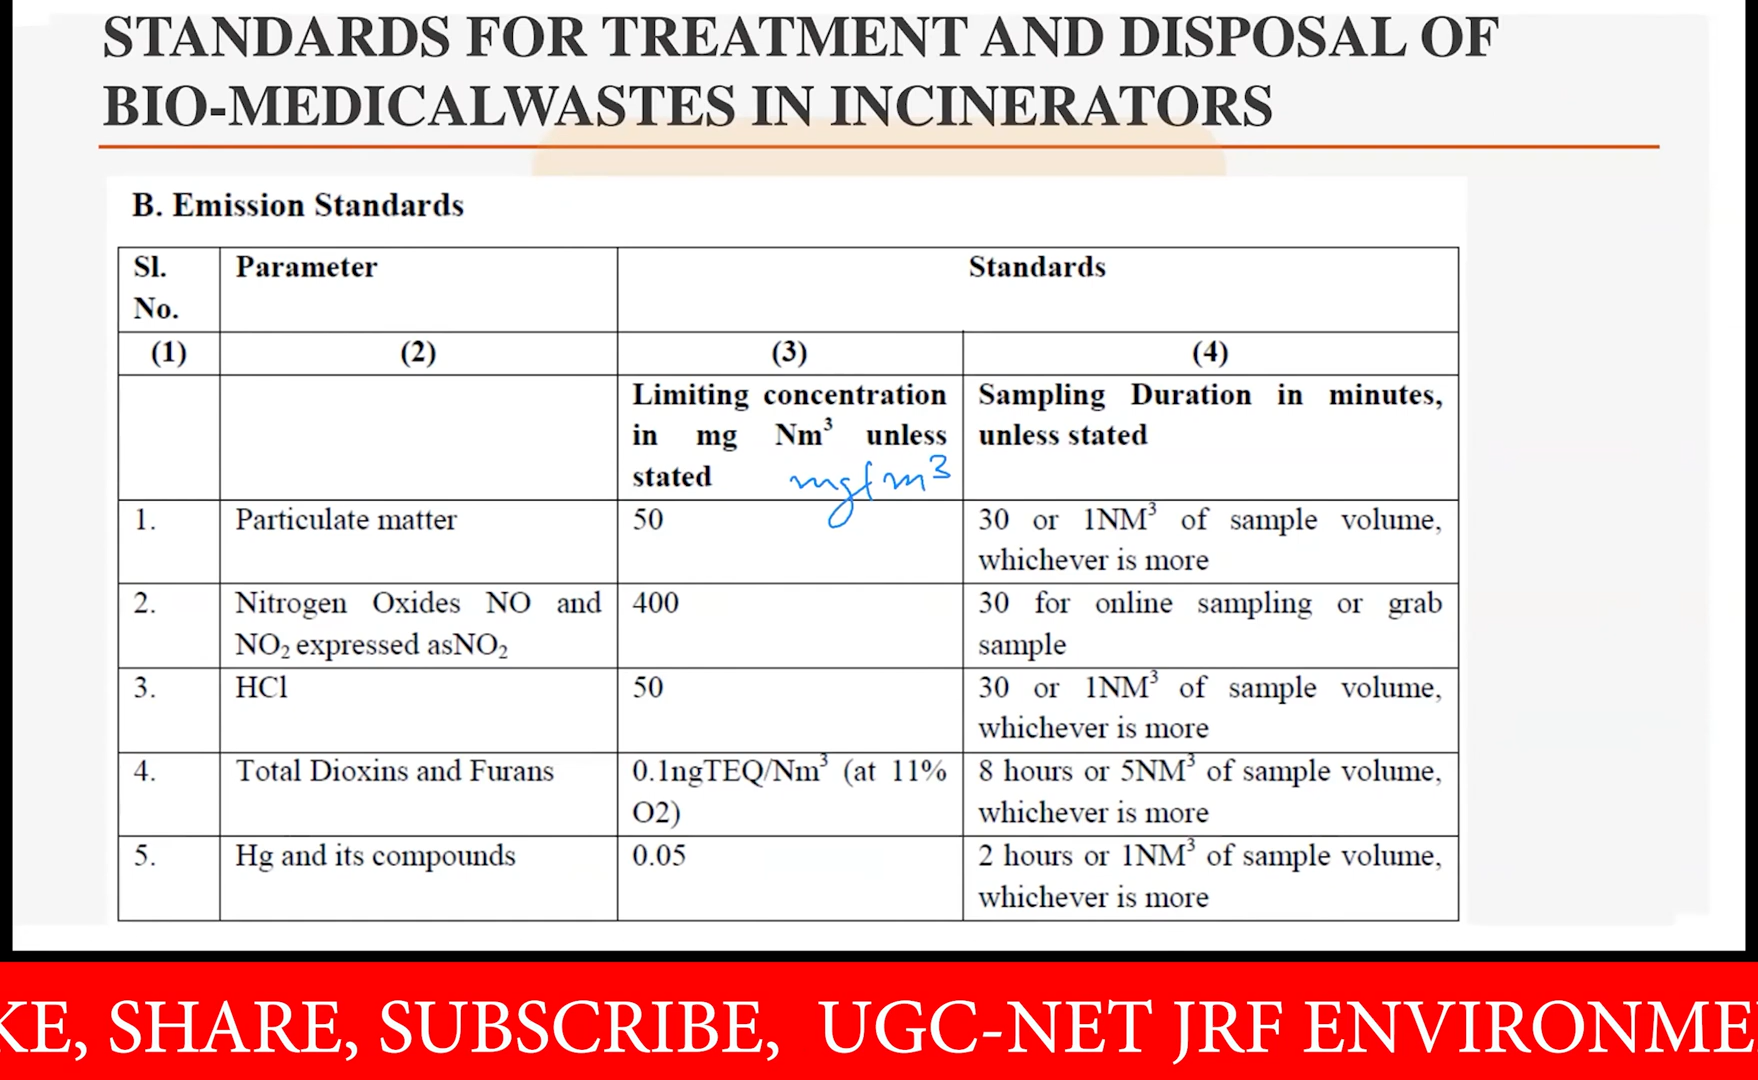 STANDARDS FOR TREATMENT AND DISPOSAL OF
BIO-MEDICALWASTES IN INCINERATORS
B. Emission Standards
Sl.
No.
Parameter
Standards
(1)
(2)
(3)
(4)
Limiting concentration
in mg Nm³ unless
stated
mg/m³
Sampling Duration in minutes,
unless stated
1.
Particulate matter
50
30 or 1NM³ of sample volume,
whichever is more
2.
Nitrogen Oxides NO and
NO₂ expressed asNO₂
400
30 for online sampling or grab
sample
3.
HCl
50
30 or 1NM³ of sample volume,
whichever is more
4.
Total Dioxins and Furans
0.1ngTEQ/Nm³ (at 11%
O2)
8 hours or 5NM³ of sample volume,
whichever is more
5.
Hg and its compounds
0.05
2 hours or 1NM³ of sample volume,
whichever is more
KE, SHARE, SUBSCRIBE, UGC-NET JRF ENVIRONME